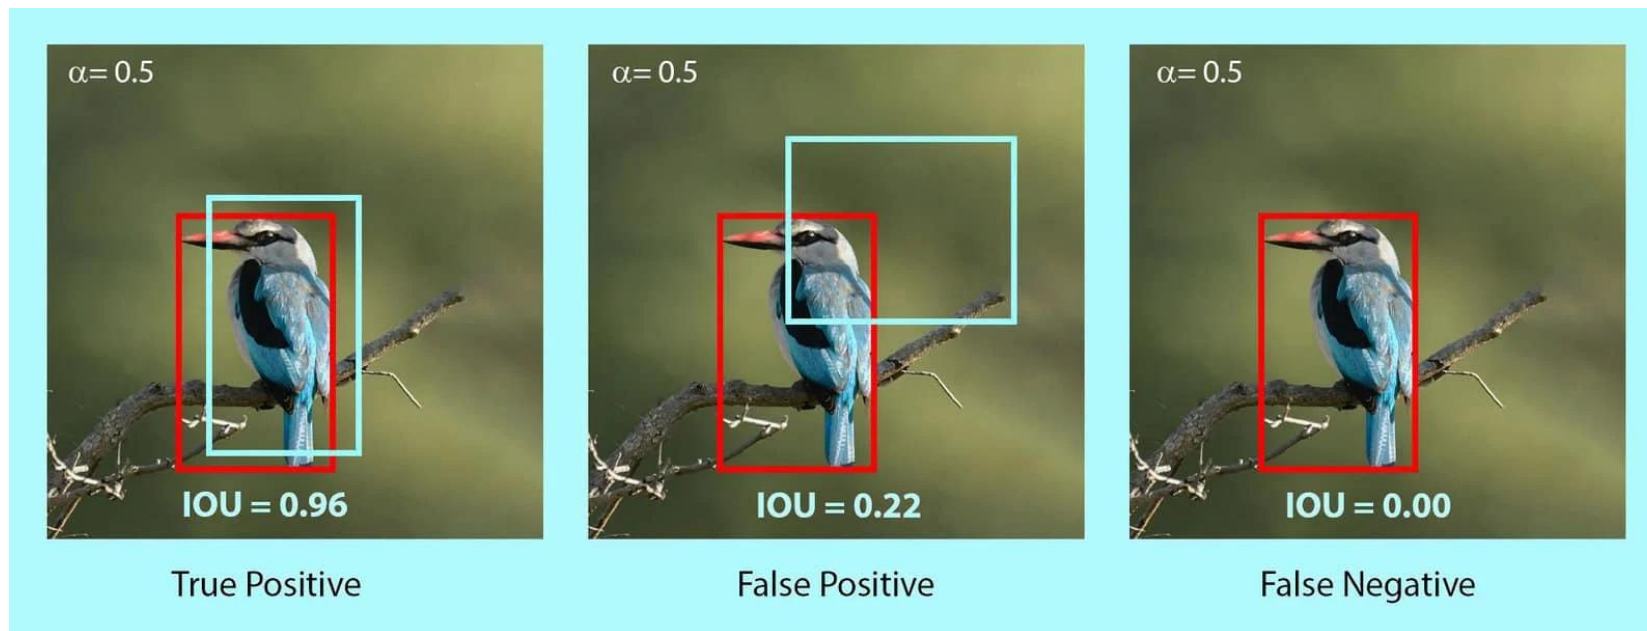 α= 0.5
α= 0.5
α= 0.5
IOU = 0.96
IOU = 0.22
IOU = 0.00
True Positive
False Positive
False Negative